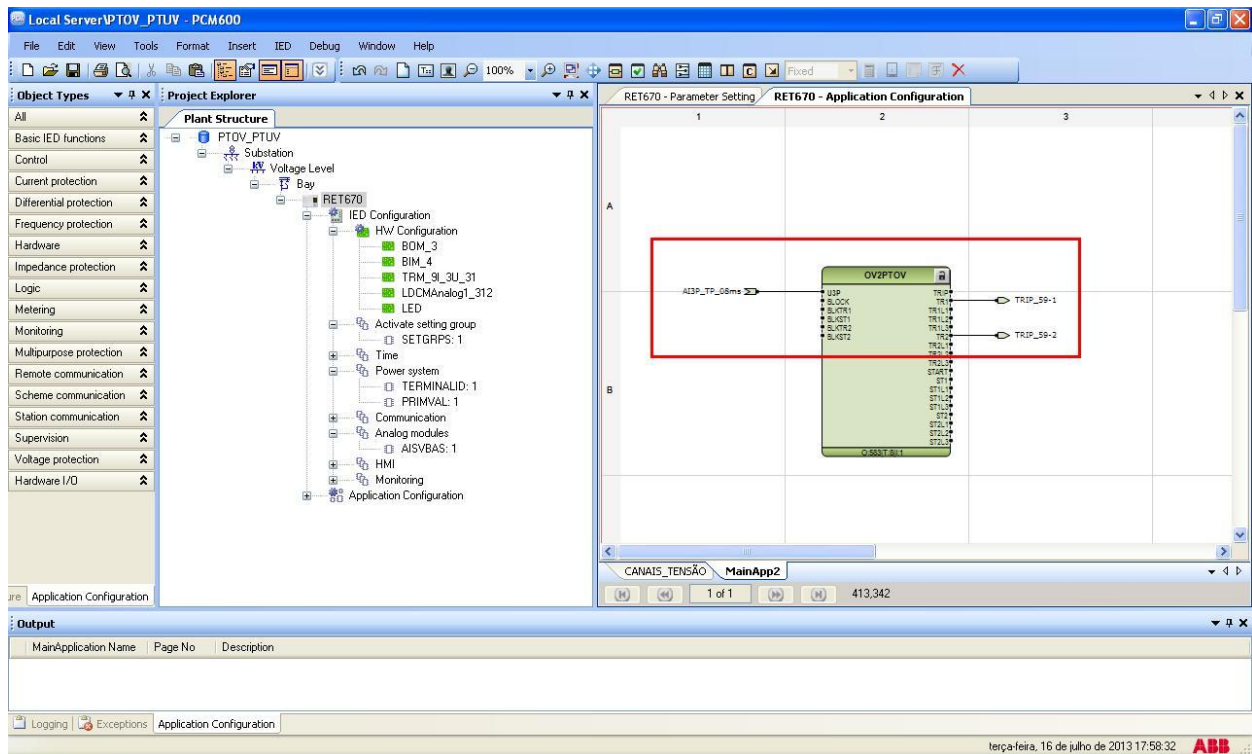 Local Server\PTOV_PTUV - PCM600
File Edit View Tools Format Insert IED Debug Window Help
100%
Fixed
Object Types
All
Basic IED functions
Control
Current protection
Differential protection
Frequency protection
Hardware
Impedance protection
Logic
Metering
Monitoring
Multipurpose protection
Remote communication
Scheme communication
Station communication
Supervision
Voltage protection
Hardware I/O
Application Configuration
Project Explorer
Plant Structure
PTOV_PTUV
Substation
Voltage Level
Bay
RET670
IED Configuration
HW Configuration
BOM_3
BIM_4
TRM_9I_3U_31
LDCMAnalog1_312
LED
Activate setting group
SETGRPS: 1
Time
Power system
TERMINALID: 1
PRIMVAL: 1
Communication
Analog modules
AISVBAS: 1
HMI
Monitoring
Application Configuration
RET670 - Parameter Setting RET670 - Application Configuration
1 2 3
A
B
OV2PTOV
AI3P_TP_08ms
U3P
BLOCK
BLKTR1
BLKST1
BLKTR2
BLKST2
TRIP
TR1
TR1L1
TR1L2
TR1L3
TR2
TR2L1
TR2L2
TR2L3
START
ST1
ST1L1
ST1L2
ST1L3
ST2
ST2L1
ST2L2
ST2L3
TRIP_59-1
TRIP_59-2
CANAIS_TENSÃO MainApp2
1 of 1
413,342
Output
MainApplication Name Page No Description
Logging Exceptions Application Configuration
terça-feira, 16 de julho de 2013 17:58:32
ABB